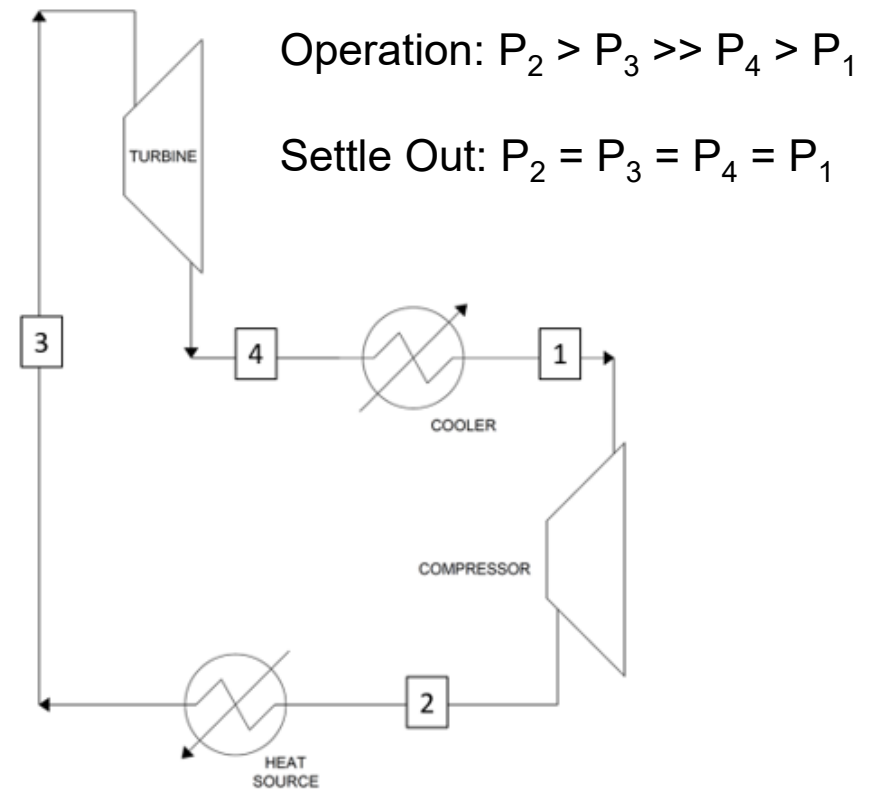 Operation: P₂ > P₃ >> P₄ > P₁
Settle Out: P₂ = P₃ = P₄ = P₁
TURBINE
3
4
1
COOLER
COMPRESSOR
2
HEAT
SOURCE